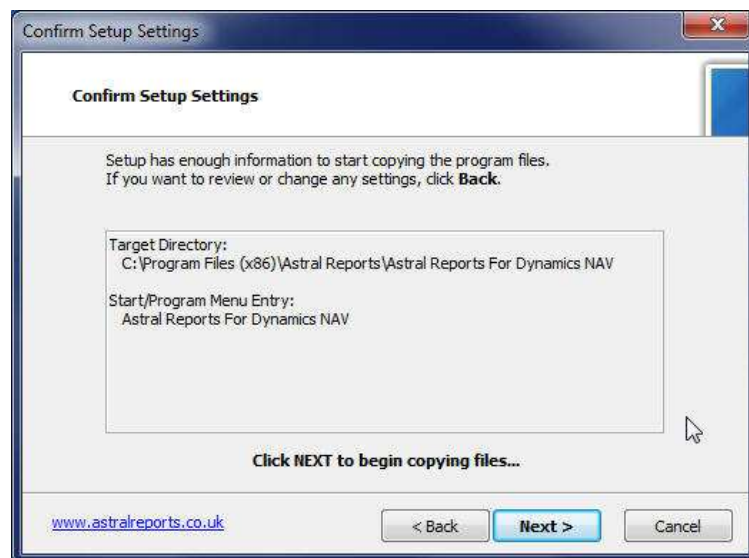 Confirm Setup Settings
Confirm Setup Settings
Setup has enough information to start copying the program files.
If you want to review or change any settings, click Back.
Target Directory:
C:\Program Files (x86)\Astral Reports\Astral Reports For Dynamics NAV
Start/Program Menu Entry:
Astral Reports For Dynamics NAV
Click NEXT to begin copying files...
www.astralreports.co.uk
< Back
Next >
Cancel